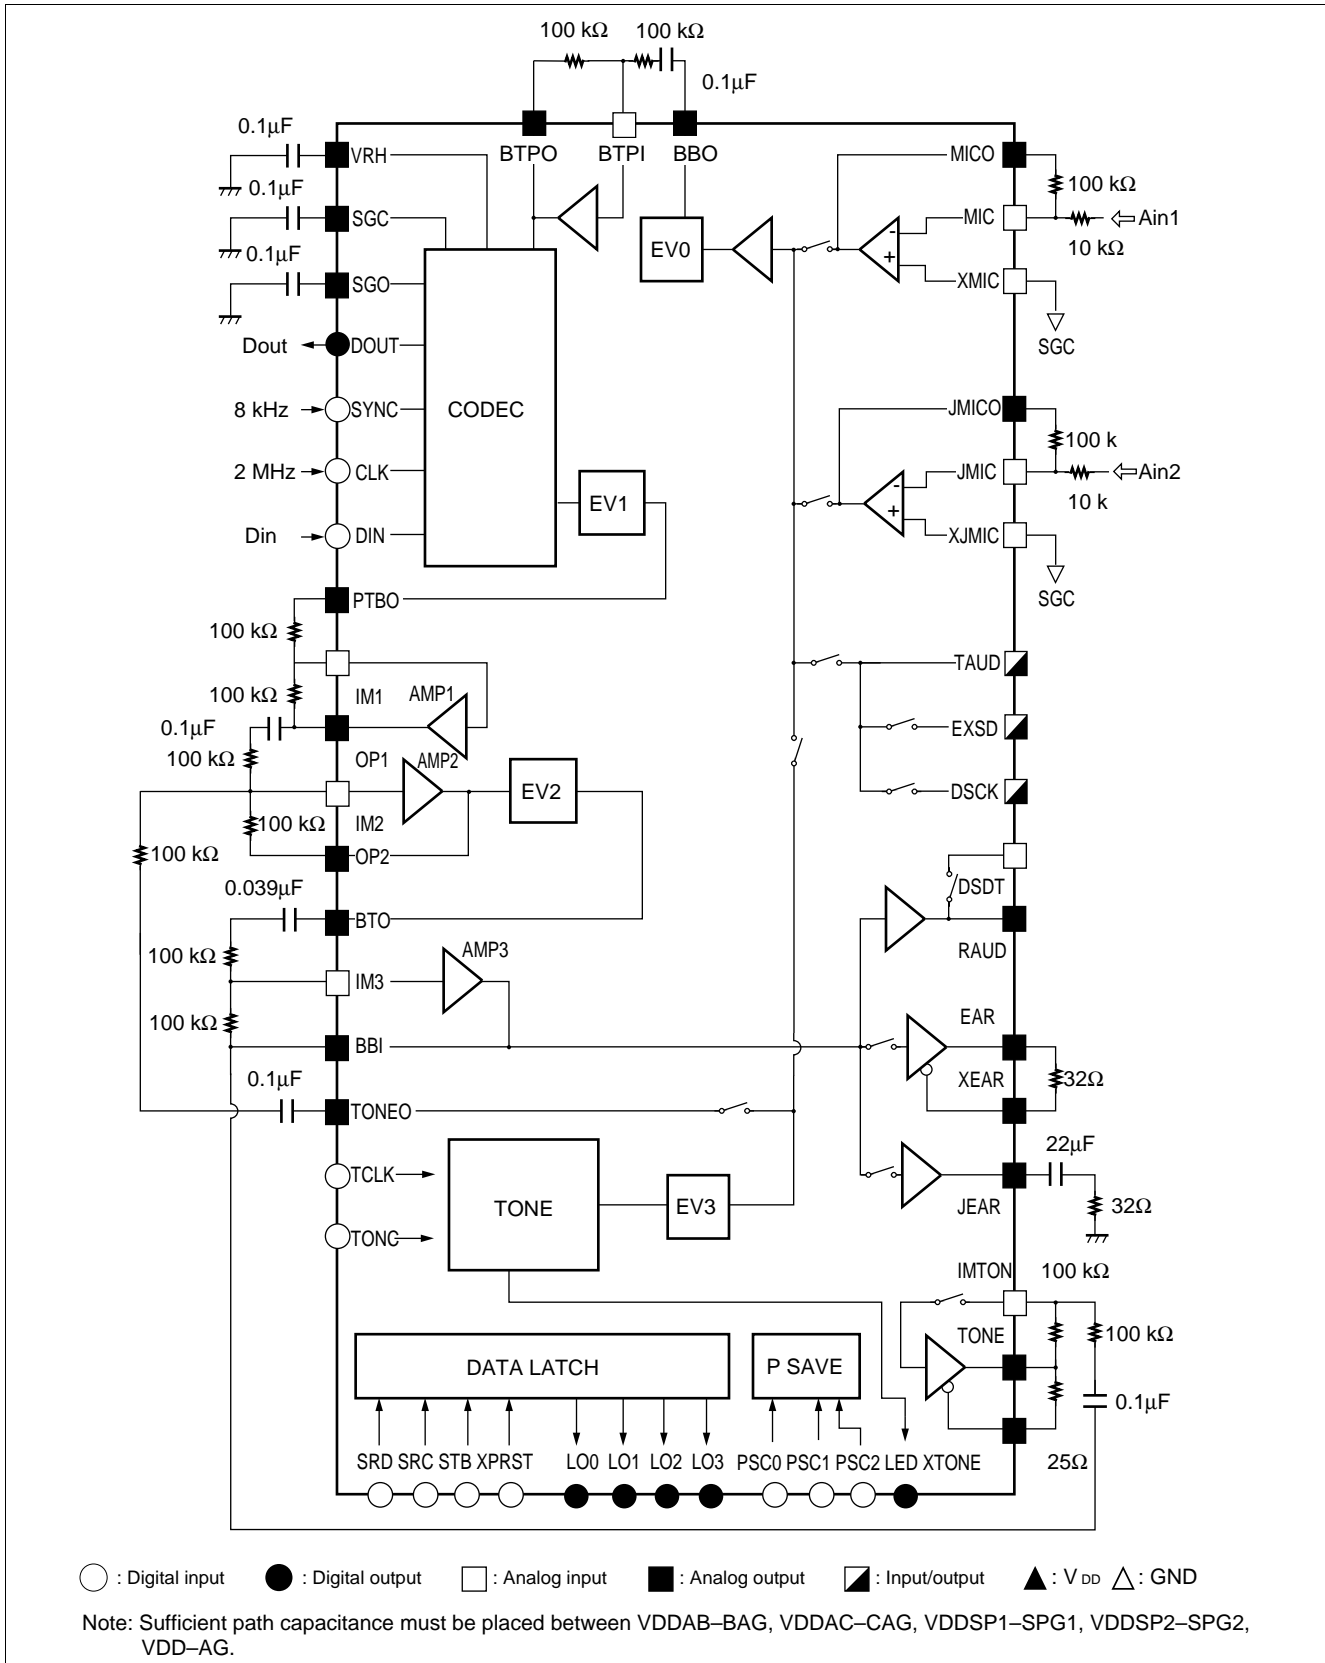 100 kΩ 100 kΩ
0.1μF
0.1μF
BTPO BTPI BBO
VRH
MICO
100 kΩ
0.1μF
SGC
MIC
Ain1
10 kΩ
EV0
-
+
0.1μF
SGO
XMIC
SGC
Dout
DOUT
8 kHz
SYNC
CODEC
JMICO
100 k
2 MHz
CLK
JMIC
Ain2
10 k
EV1
-
+
Din
DIN
XJMIC
SGC
PTBO
100 kΩ
TAUD
100 kΩ
IM1
AMP1
0.1μF
EXSD
100 kΩ
OP1
AMP2
EV2
DSCK
100 kΩ
IM2
100 kΩ
OP2
DSDT
0.039μF
BTO
RAUD
100 kΩ
AMP3
IM3
100 kΩ
EAR
BBI
XEAR
32Ω
0.1μF
TONEO
22μF
TCLK
TONE
EV3
JEAR
32Ω
TONC
IMTON
100 kΩ
TONE
100 kΩ
DATA LATCH
P SAVE
0.1μF
SRD SRC STB XPRST LO0 LO1 LO2 LO3 PSC0 PSC1 PSC2 LED XTONE
25Ω
: Digital input : Digital output : Analog input : Analog output : Input/output : VDD : GND
Note: Sufficient path capacitance must be placed between VDDAB–BAG, VDDAC–CAG, VDDSP1–SPG1, VDDSP2–SPG2,
VDD–AG.